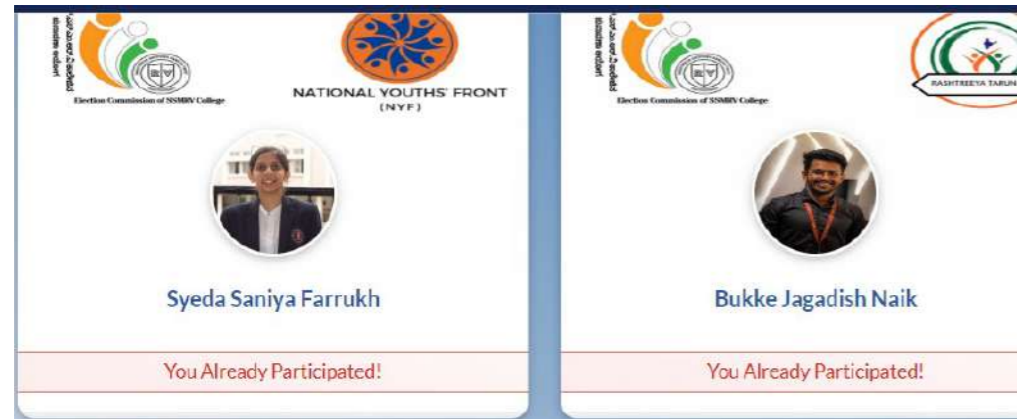 Election Commission of SSMRV College
NATIONAL YOUTHS' FRONT
(NYF)
Syeda Saniya Farrukh
You Already Participated!
Election Commission of SSMRV College
RASHTREEYA TARUN
Bukke Jagadish Naik
You Already Participated!